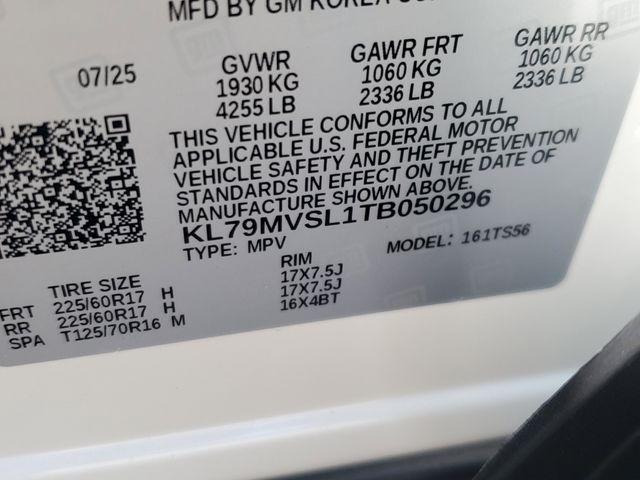 MFD BY GM KOREA CO
07/25
GVWR GAWR FRT GAWR RR
1930 KG 1060 KG 1060 KG
4255 LB 2336 LB 2336 LB
THIS VEHICLE CONFORMS TO ALL
APPLICABLE U.S. FEDERAL MOTOR
VEHICLE SAFETY AND THEFT PREVENTION
STANDARDS IN EFFECT ON THE DATE OF
MANUFACTURE SHOWN ABOVE.
KL79MVSL1TB050296
TYPE: MPV MODEL: 161TS56
TIRE SIZE RIM
FRT 225/60R17 H 17X7.5J
RR 225/60R17 H 17X7.5J
SPA T125/70R16 M 16X4BT